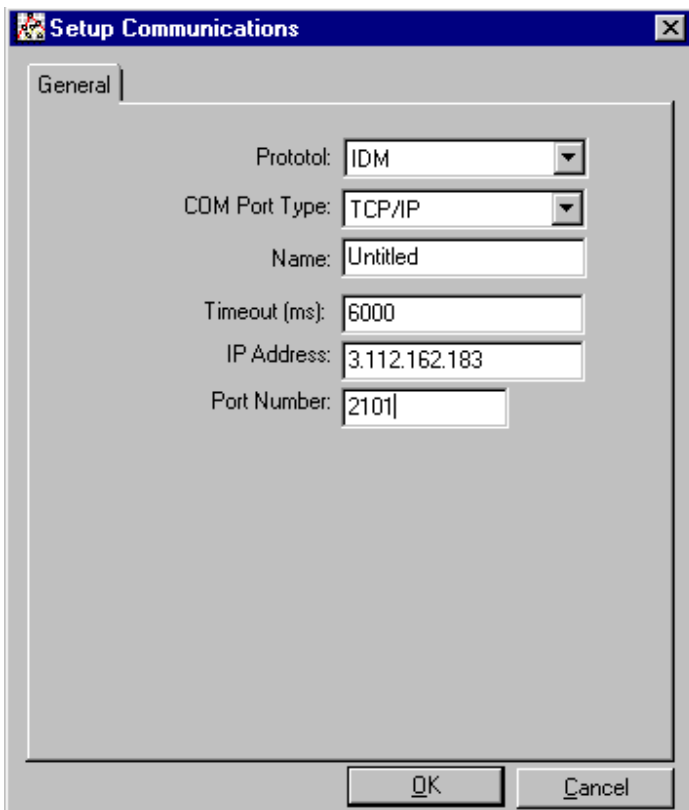 Setup Communications
General
Prototol: IDM
COM Port Type: TCP/IP
Name: Untitled
Timeout (ms): 6000
IP Address: 3.112.162.183
Port Number: 2101
OK Cancel